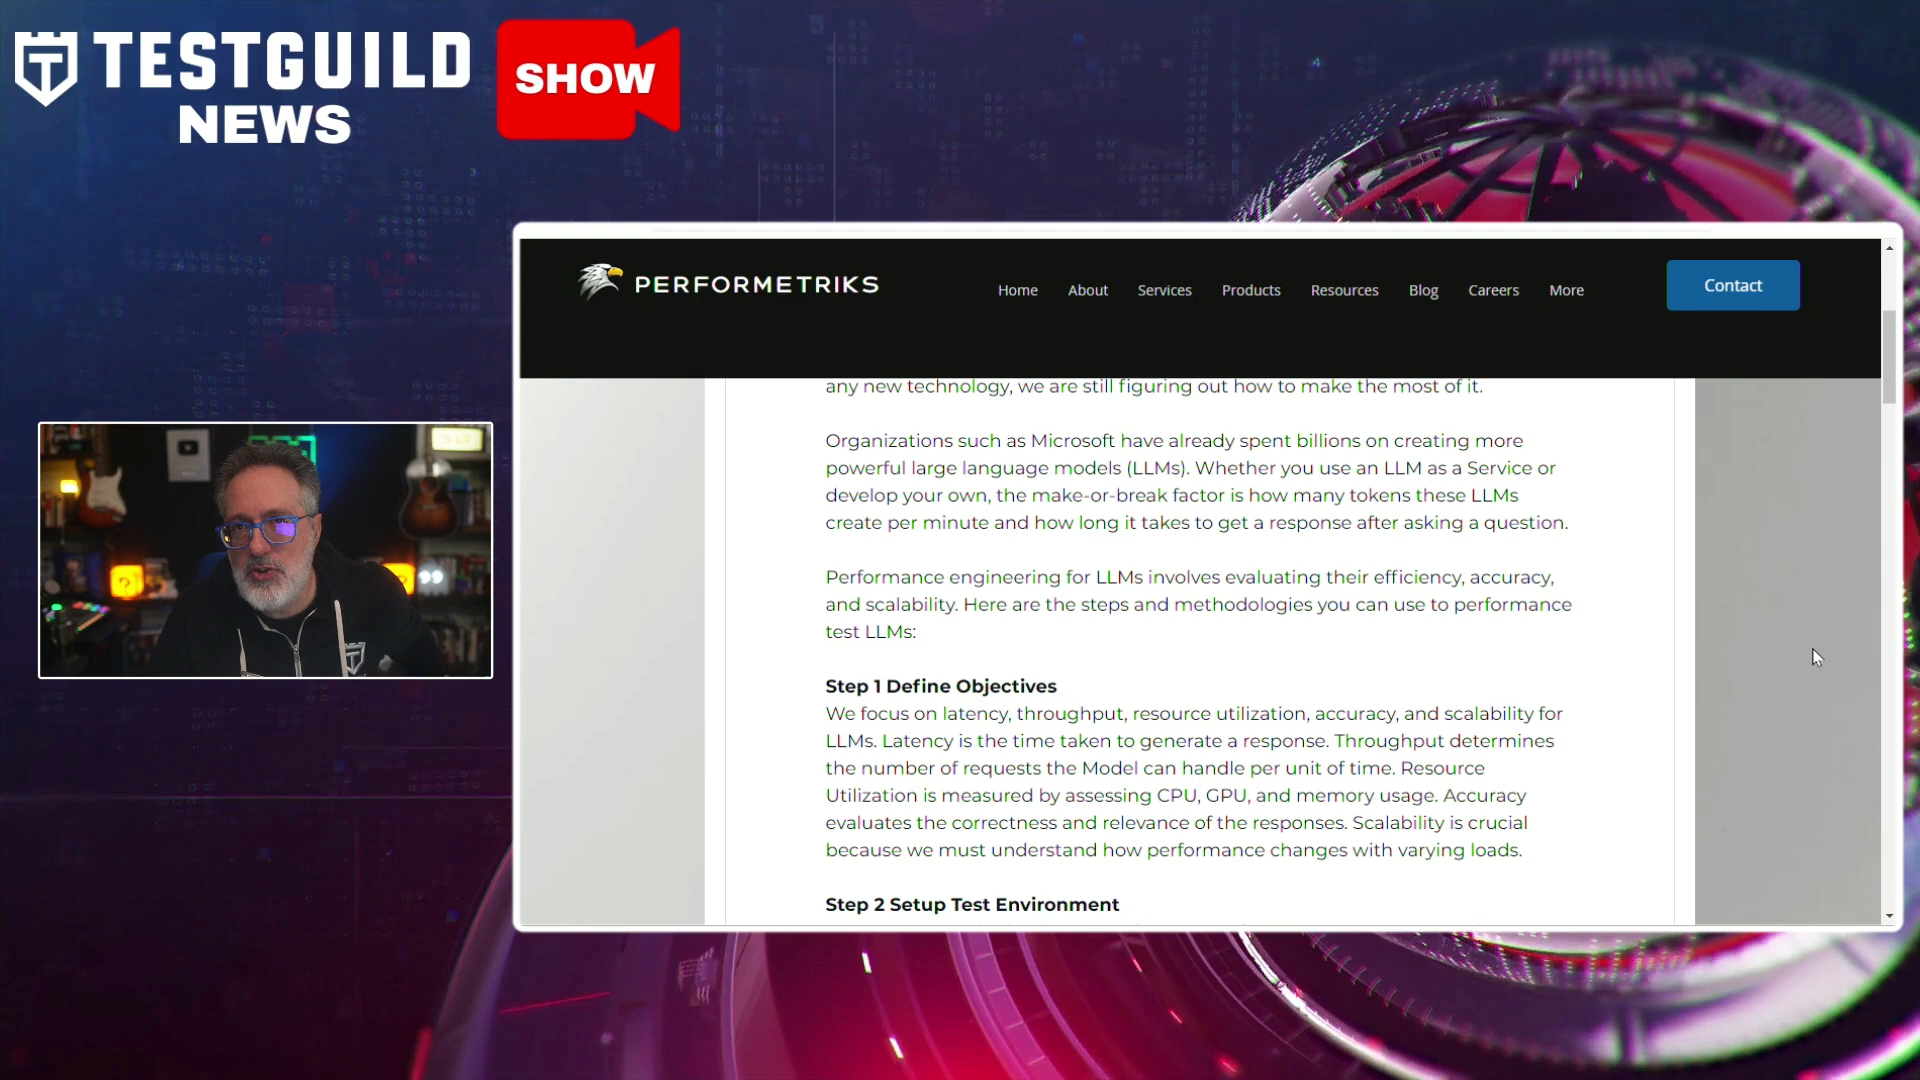 TESTGUILD
NEWS
SHOW
PERFORMETRIKS
Home
About
Services
Products
Resources
Blog
Careers
More
Contact
any new technology, we are still figuring out how to make the most of it.
Organizations such as Microsoft have already spent billions on creating more
powerful large language models (LLMs). Whether you use an LLM as a Service or
develop your own, the make-or-break factor is how many tokens these LLMs
create per minute and how long it takes to get a response after asking a question.
Performance engineering for LLMs involves evaluating their efficiency, accuracy,
and scalability. Here are the steps and methodologies you can use to performance
test LLMs:
Step 1 Define Objectives
We focus on latency, throughput, resource utilization, accuracy, and scalability for
LLMs. Latency is the time taken to generate a response. Throughput determines
the number of requests the Model can handle per unit of time. Resource
Utilization is measured by assessing CPU, GPU, and memory usage. Accuracy
evaluates the correctness and relevance of the responses. Scalability is crucial
because we must understand how performance changes with varying loads.
Step 2 Setup Test Environment